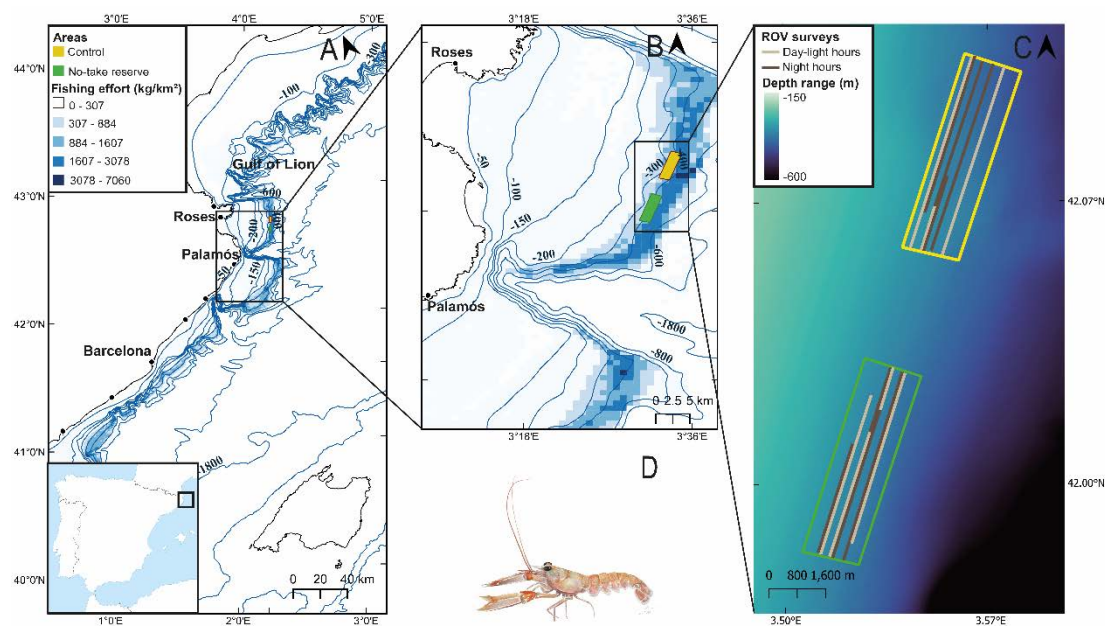 3°0'E 4°0'E 5°0'E
Areas
Control
No-take reserve
Fishing effort (kg/km²)
0 - 307
307 - 884
884 - 1607
1607 - 3078
3078 - 7060
A
-300
-100
Gulf of Lion
-600
Roses
-200
Palamós
-50
-150
Barcelona
-1800
0 20 40 km
44°0'N
43°0'N
42°0'N
41°0'N
40°0'N
1°0'E 2°0'E 3°0'E
3°18'E 3°36'E
B
Roses
-50
-100
-300
-150
-200
-600
Palamós
-1800
-800
0 2.5 5 km
3°18'E 3°36'E
D
ROV surveys
Day-light hours
Night hours
Depth range (m)
-150
-600
C
42.07°N
42.00°N
0 800 1,600 m
3.50°E 3.57°E